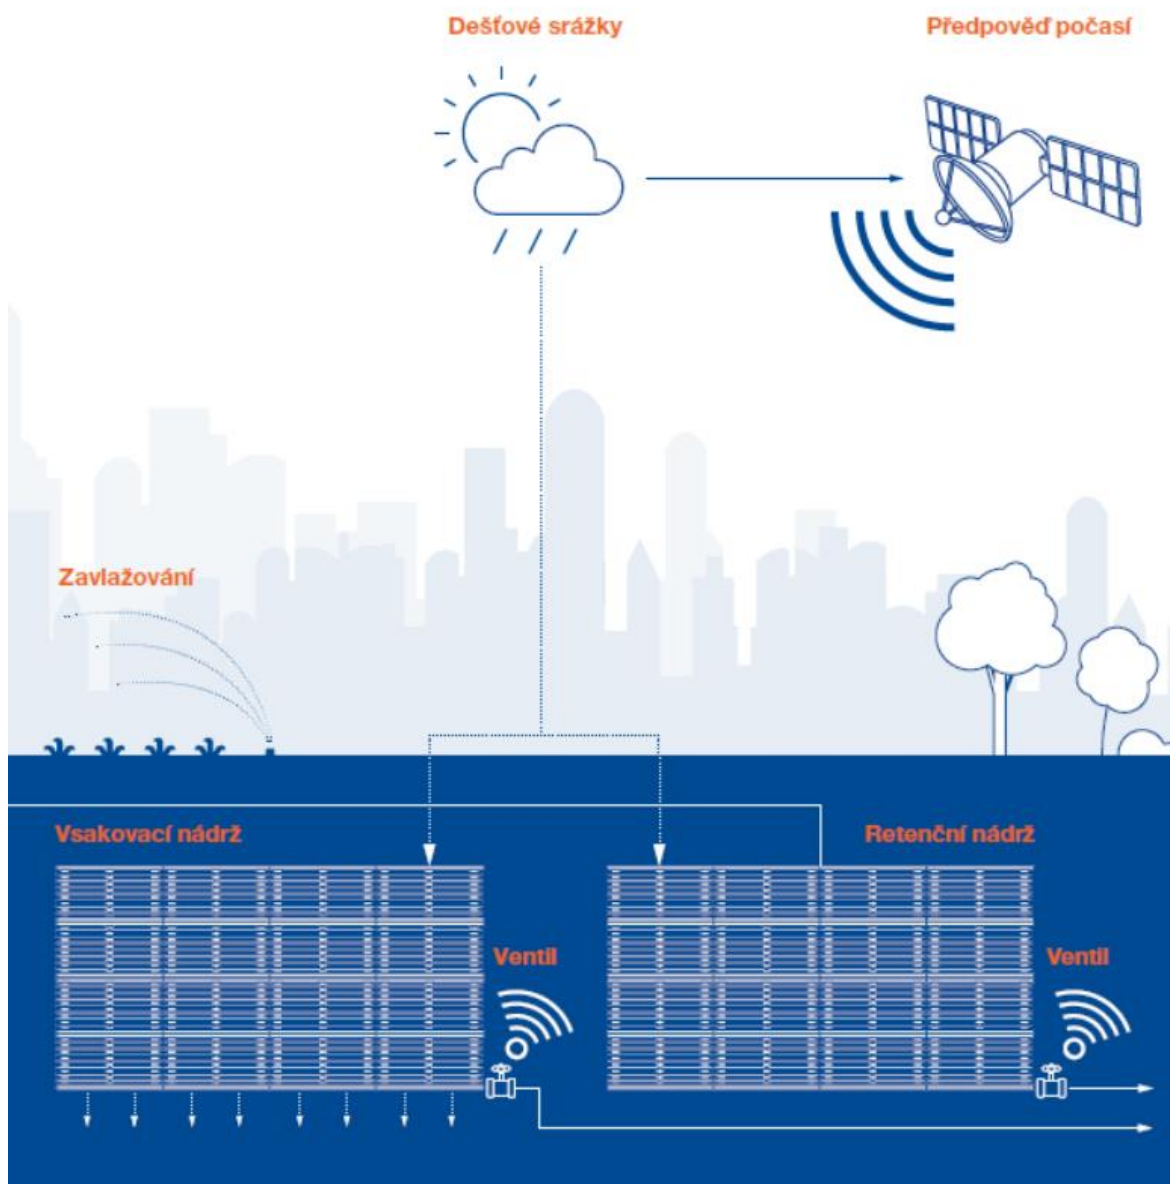 Dešťové srážky
Předpověď počasí
Zavlažování
Vsakovací nádrž
Retenční nádrž
Ventil
Ventil